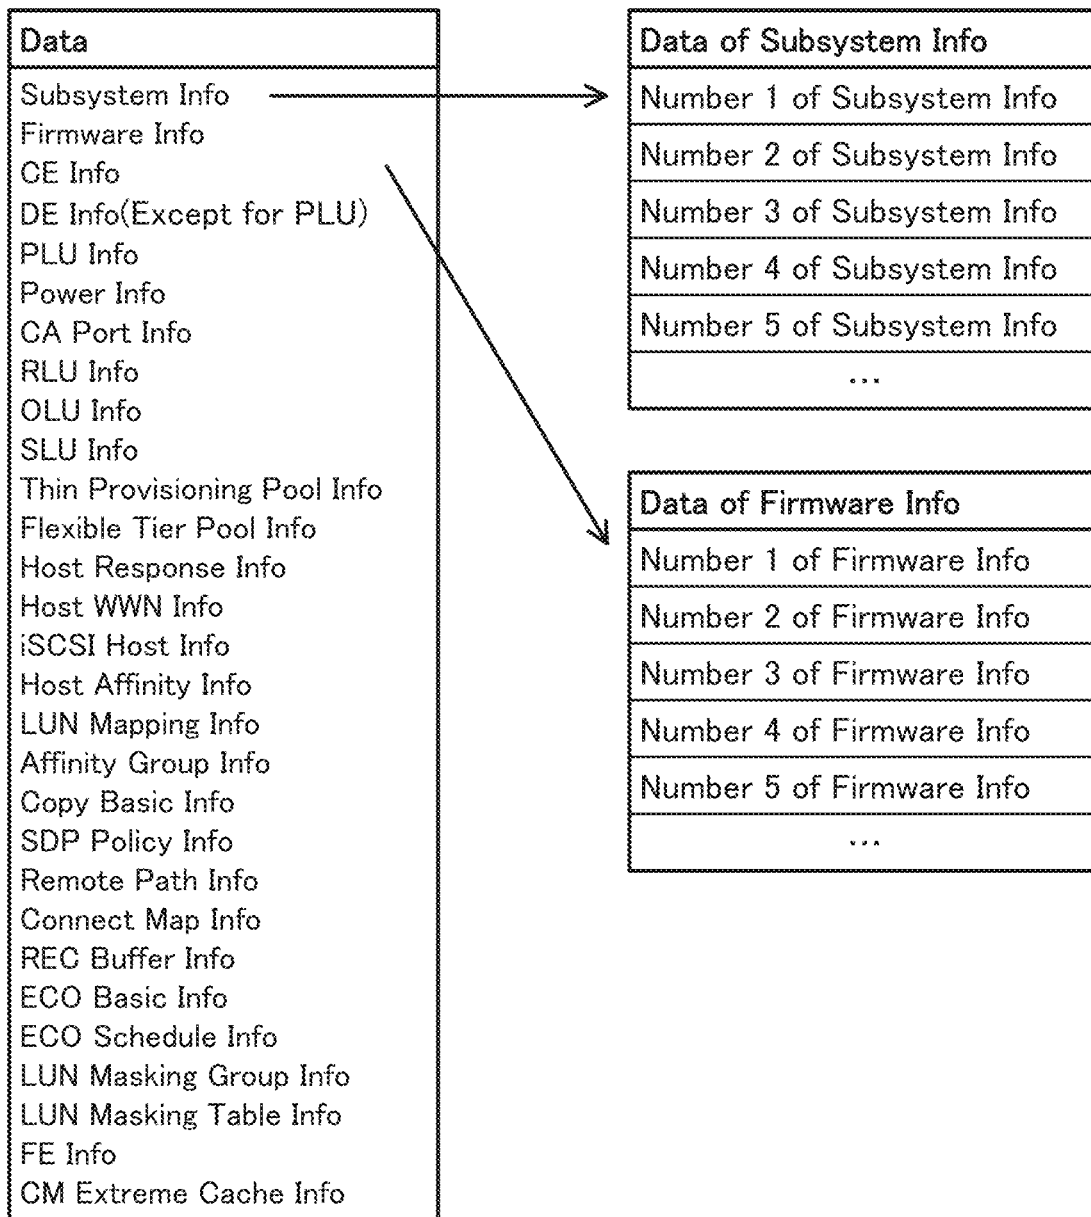 Data
Subsystem Info
Firmware Info
CE Info
DE Info(Except for PLU)
PLU Info
Power Info
CA Port Info
RLU Info
OLU Info
SLU Info
Thin Provisioning Pool Info
Flexible Tier Pool Info
Host Response Info
Host WWN Info
iSCSI Host Info
Host Affinity Info
LUN Mapping Info
Affinity Group Info
Copy Basic Info
SDP Policy Info
Remote Path Info
Connect Map Info
REC Buffer Info
ECO Basic Info
ECO Schedule Info
LUN Masking Group Info
LUN Masking Table Info
FE Info
CM Extreme Cache Info
Data of Subsystem Info
Number 1 of Subsystem Info
Number 2 of Subsystem Info
Number 3 of Subsystem Info
Number 4 of Subsystem Info
Number 5 of Subsystem Info
...
Data of Firmware Info
Number 1 of Firmware Info
Number 2 of Firmware Info
Number 3 of Firmware Info
Number 4 of Firmware Info
Number 5 of Firmware Info
...